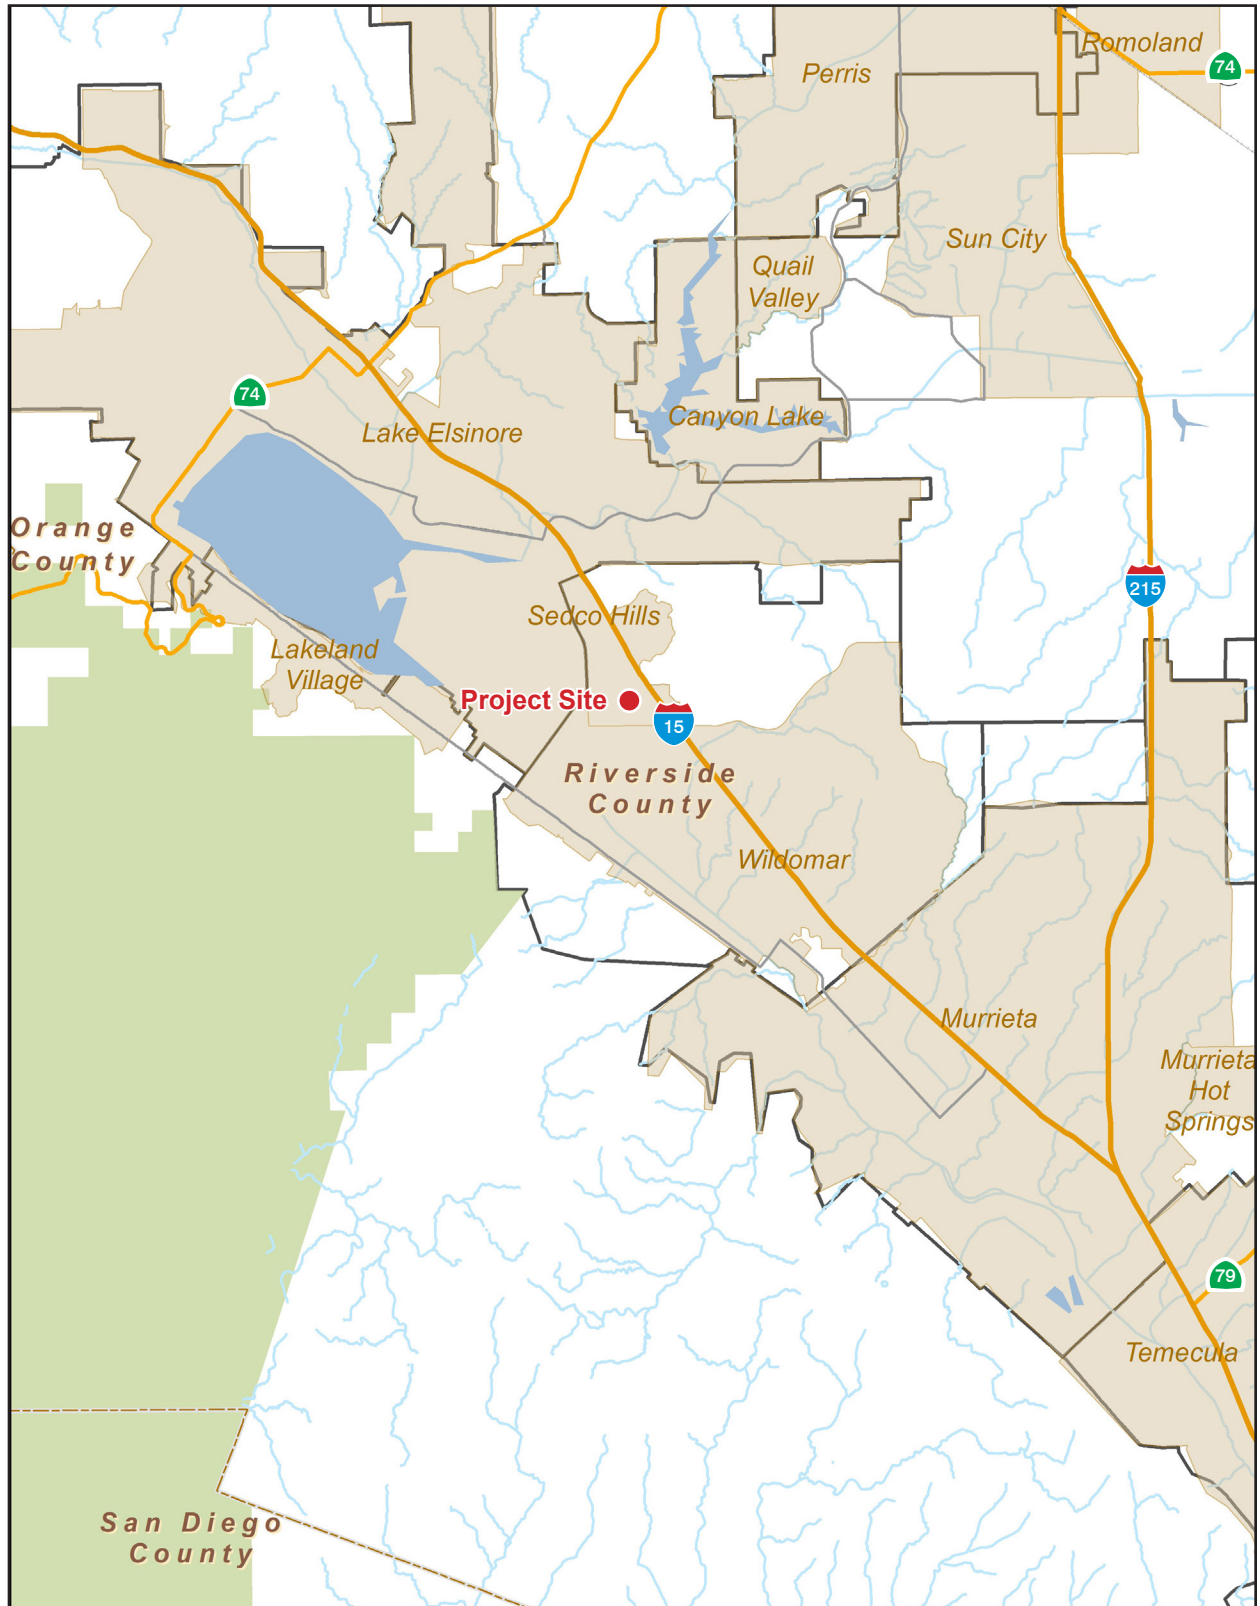 Romoland
Perris
74
Sun City
Quail
Valley
74
Canyon Lake
Lake Elsinore
Orange
County
215
Sedco Hills
Lakeland
Village
Project Site
15
Riverside
County
Wildomar
Murrieta
Murrieta
Hot
Springs
79
Temecula
San Diego
County